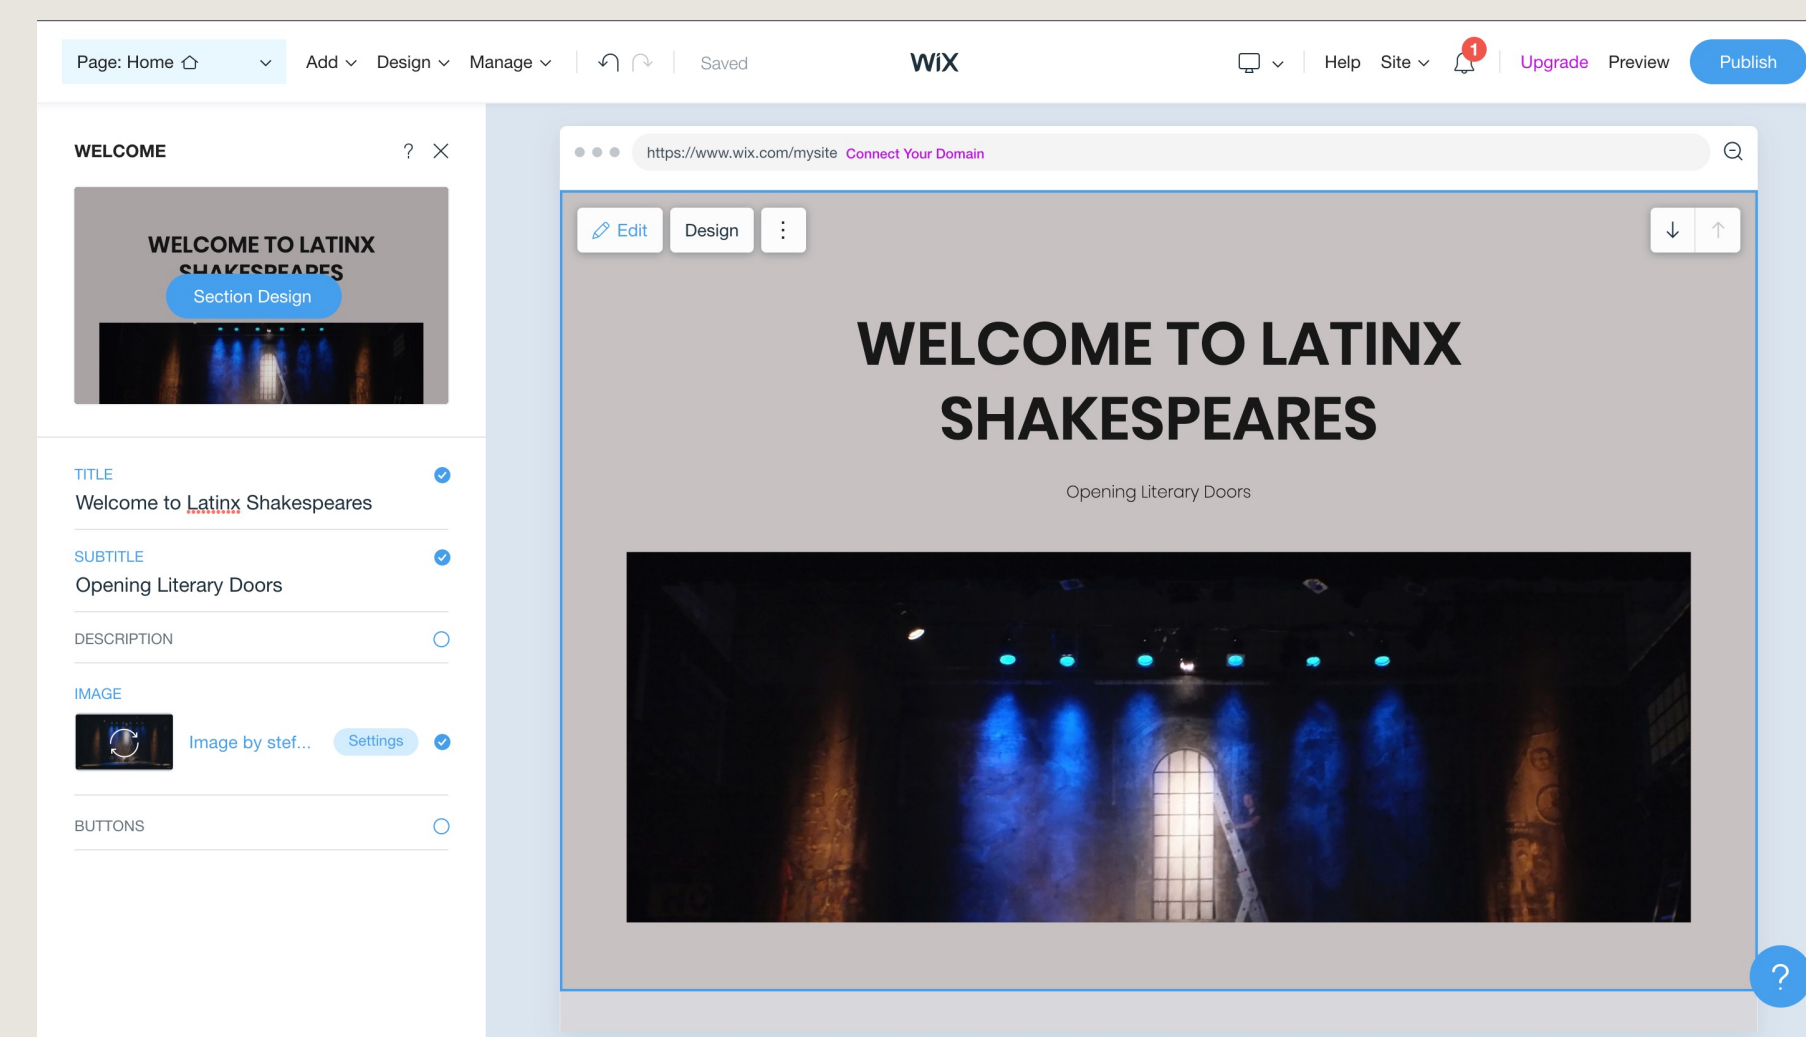 Page: Home Add Design Manage Saved WiX Help Site 1 Upgrade Preview Publish
WELCOME ?
WELCOME TO LATINX
SHAKESPEARES
Section Design
TITLE
Welcome to Latinx Shakespeares
SUBTITLE
Opening Literary Doors
DESCRIPTION
IMAGE
Image by stef... Settings
BUTTONS
https://www.wix.com/mysite Connect Your Domain
Edit Design
WELCOME TO LATINX
SHAKESPEARES
Opening Literary Doors
?